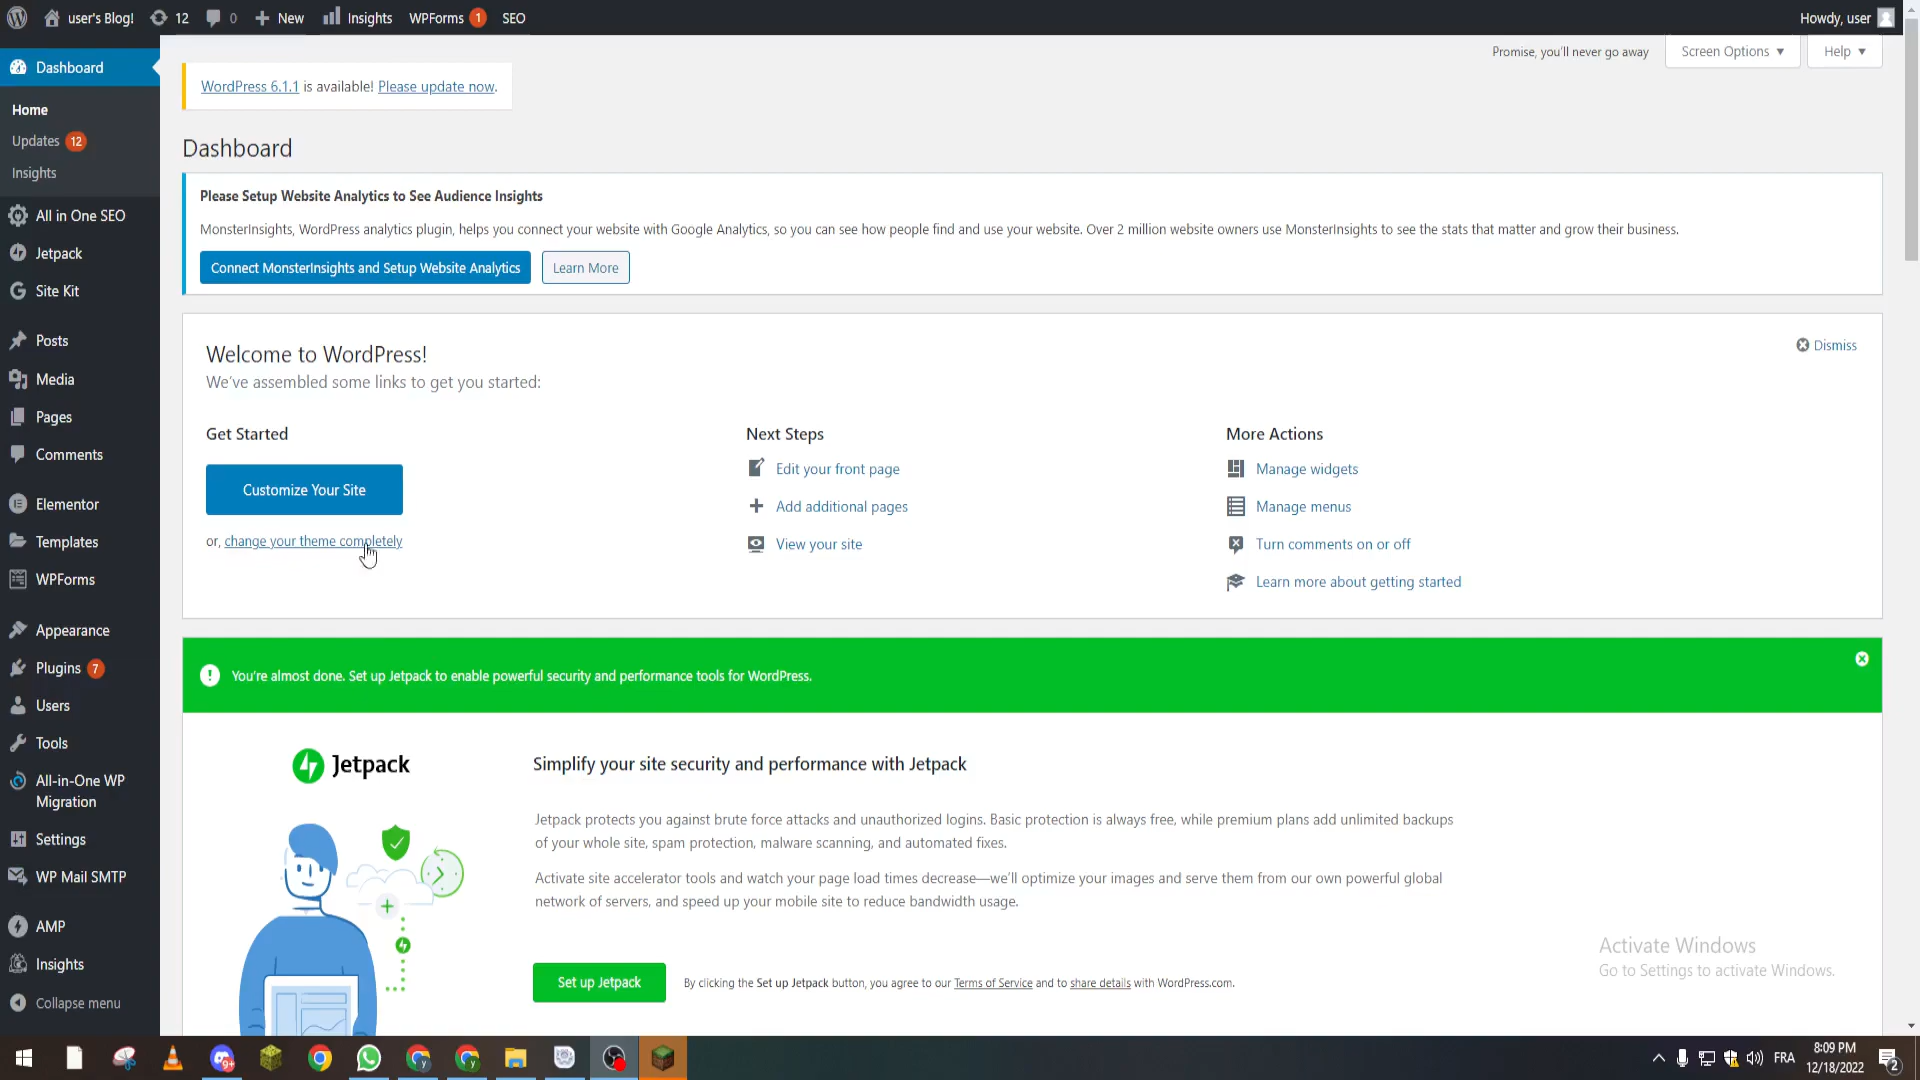 user's Blog! 12 0 New Insights WPForms 1 SEO Howdy, user
Promise, you'll never go away Screen Options Help
WordPress 6.1.1 is available! Please update now.
Dashboard
Home
Updates 12
Insights
All in One SEO
Jetpack
Site Kit
Posts
Media
Pages
Comments
Elementor
Templates
WPForms
Appearance
Plugins 7
Users
Tools
All-in-One WP
Migration
Settings
WP Mail SMTP
AMP
Insights
Collapse menu
Dashboard
Please Setup Website Analytics to See Audience Insights
MonsterInsights, WordPress analytics plugin, helps you connect your website with Google Analytics, so you can see how people find and use your website. Over 2 million website owners use MonsterInsights to see the stats that matter and grow their business.
Connect MonsterInsights and Setup Website Analytics Learn More
Welcome to WordPress!
We've assembled some links to get you started:
Dismiss
Get Started
Customize Your Site
or, change your theme completely
Next Steps
Edit your front page
Add additional pages
View your site
More Actions
Manage widgets
Manage menus
Turn comments on or off
Learn more about getting started
You're almost done. Set up Jetpack to enable powerful security and performance tools for WordPress.
Jetpack
Simplify your site security and performance with Jetpack
Jetpack protects you against brute force attacks and unauthorized logins. Basic protection is always free, while premium plans add unlimited backups
of your whole site, spam protection, malware scanning, and automated fixes.
Activate site accelerator tools and watch your page load times decrease—we'll optimize your images and serve them from our own powerful global
network of servers, and speed up your mobile site to reduce bandwidth usage.
Set up Jetpack By clicking the Set up Jetpack button, you agree to our Terms of Service and to share details with WordPress.com.
Activate Windows
Go to Settings to activate Windows.
9+
FRA
8:09 PM
12/18/2022
2